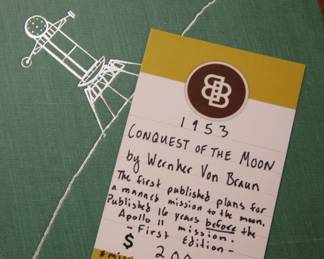 B B
1953
CONQUEST OF THE MOON
by Wernher Von Braun
The first published plans for
a manned mission to the moon.
Published 16 years before the
Apollo 11 mission.
- First Edition -
$ 200